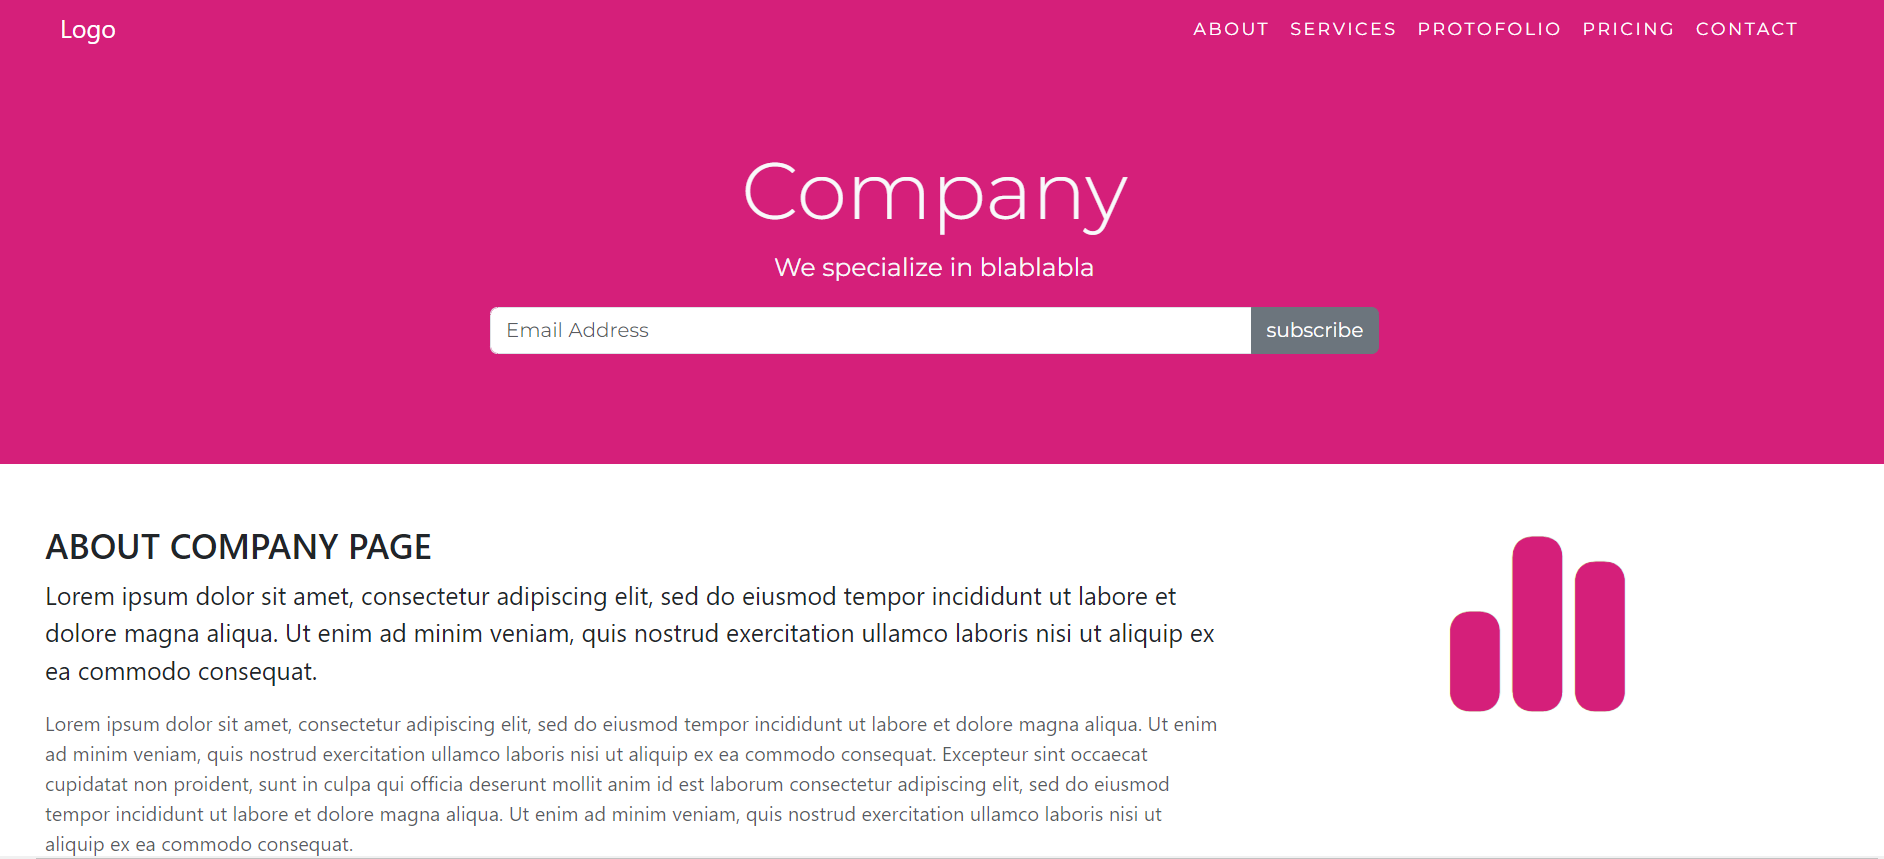 Logo
ABOUT SERVICES PROTOFOLIO PRICING CONTACT
Company
We specialize in blablabla
Email Address
subscribe
ABOUT COMPANY PAGE
Lorem ipsum dolor sit amet, consectetur adipiscing elit, sed do eiusmod tempor incididunt ut labore et
dolore magna aliqua. Ut enim ad minim veniam, quis nostrud exercitation ullamco laboris nisi ut aliquip ex
ea commodo consequat.
Lorem ipsum dolor sit amet, consectetur adipiscing elit, sed do eiusmod tempor incididunt ut labore et dolore magna aliqua. Ut enim
ad minim veniam, quis nostrud exercitation ullamco laboris nisi ut aliquip ex ea commodo consequat. Excepteur sint occaecat
cupidatat non proident, sunt in culpa qui officia deserunt mollit anim id est laborum consectetur adipiscing elit, sed do eiusmod
tempor incididunt ut labore et dolore magna aliqua. Ut enim ad minim veniam, quis nostrud exercitation ullamco laboris nisi ut
aliquip ex ea commodo consequat.